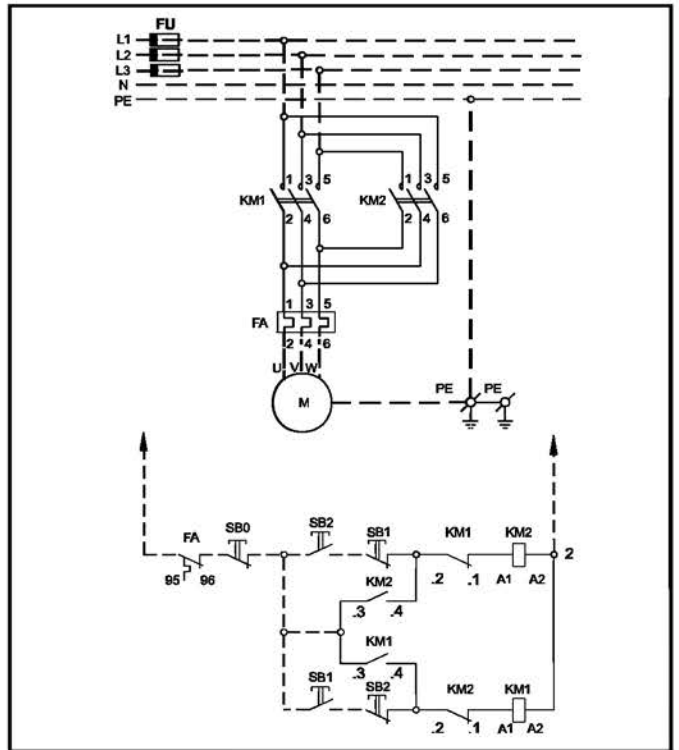 FU
L1
L2
L3
N
PE
1 3 5 1 3 5
KM1 KM2
2 4 6 2 4 6
1 3 5
FA
2 4 6
U V W
M PE PE
SB2 SB1 KM1 KM2
FA SB0
2
95 96 .2 .1 A1 A2
KM2
.3 .4
KM1
.3 .4
SB1 SB2 KM2 KM1
.2 .1 A1 A2